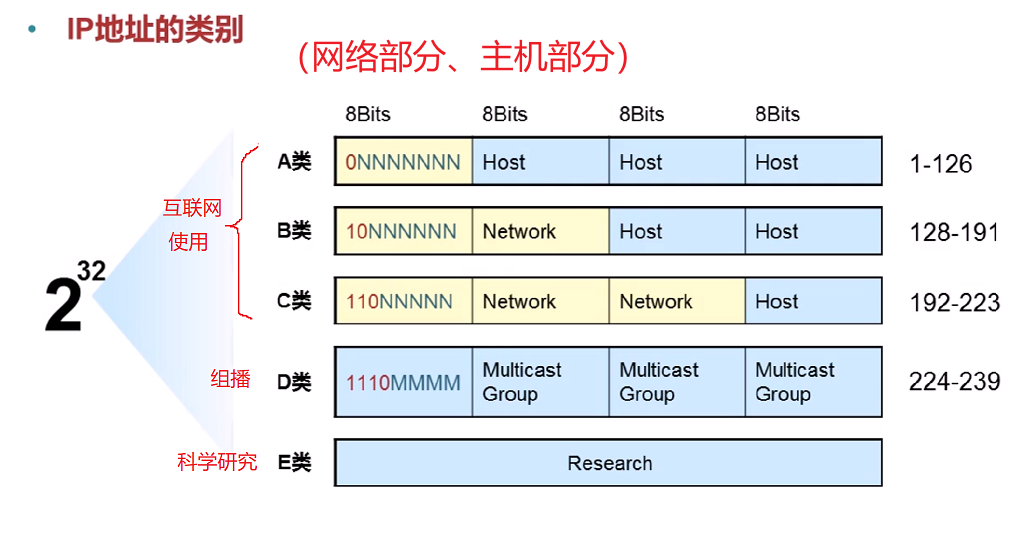 • IP地址的类别
（网络部分、主机部分）
8Bits 8Bits 8Bits 8Bits
A类 0NNNNNNN Host Host Host 1-126
互联网
使用
B类 10NNNNNN Network Host Host 128-191
2^32
C类 110NNNNN Network Network Host 192-223
组播 D类 1110MMMM Multicast Group Multicast Group Multicast Group 224-239
科学研究 E类 Research